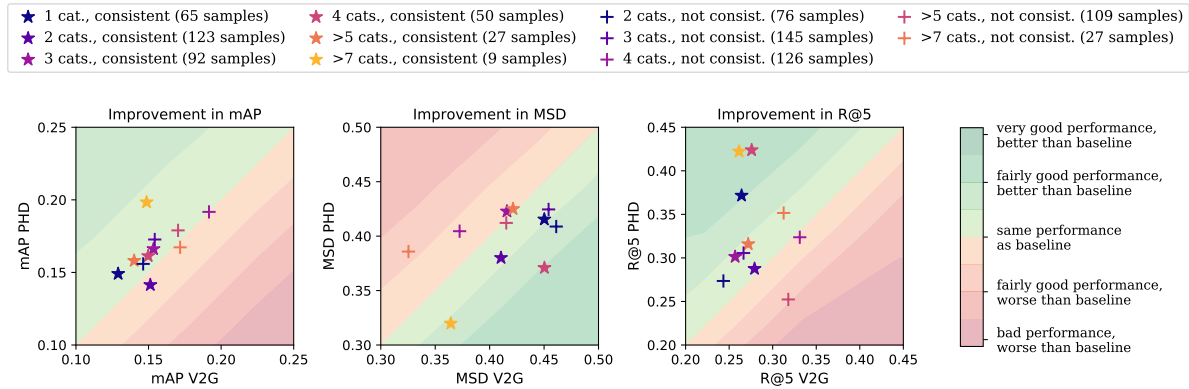 1 cats., consistent (65 samples)
2 cats., consistent (123 samples)
3 cats., consistent (92 samples)
4 cats., consistent (50 samples)
>5 cats., consistent (27 samples)
>7 cats., consistent (9 samples)
2 cats., not consist. (76 samples)
3 cats., not consist. (145 samples)
4 cats., not consist. (126 samples)
>5 cats., not consist. (109 samples)
>7 cats., not consist. (27 samples)
Improvement in mAP
mAP PHD
0.25
0.20
0.15
0.10
0.10 0.15 0.20 0.25
mAP V2G
Improvement in MSD
MSD PHD
0.50
0.45
0.40
0.35
0.30
0.30 0.35 0.40 0.45 0.50
MSD V2G
Improvement in R@5
R@5 PHD
0.45
0.40
0.35
0.30
0.25
0.20
0.20 0.25 0.30 0.35 0.40 0.45
R@5 V2G
very good performance,
better than baseline
fairly good performance,
better than baseline
same performance
as baseline
fairly good performance,
worse than baseline
bad performance,
worse than baseline